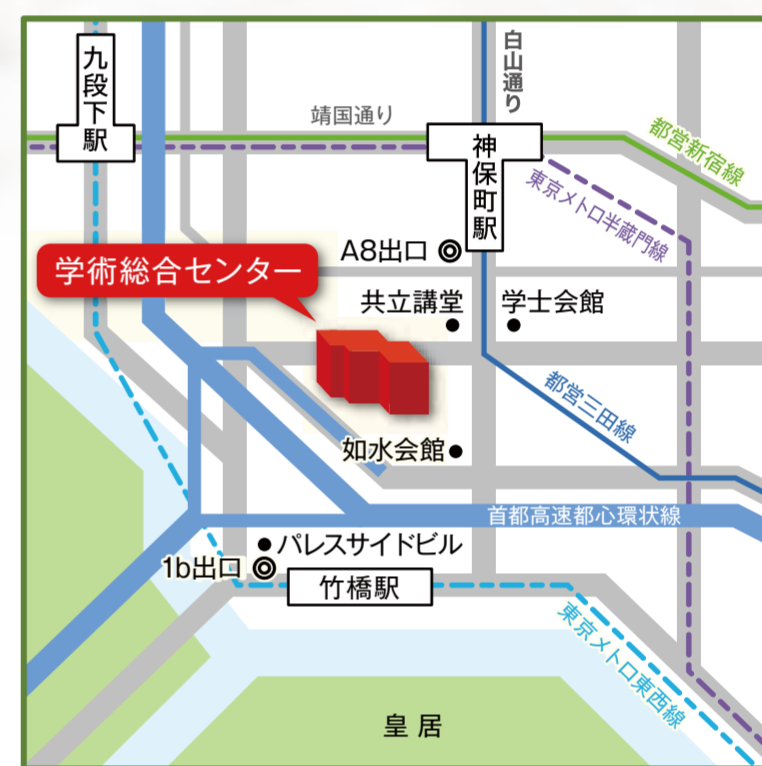 九段下駅
白山通り
靖国通り
神保町駅
都営新宿線
東京メトロ半蔵門線
A8出口
学術総合センター
共立講堂
学士会館
都営三田線
如水会館
首都高速都心環状線
パレスサイドビル
1b出口
竹橋駅
東京メトロ東西線
皇居